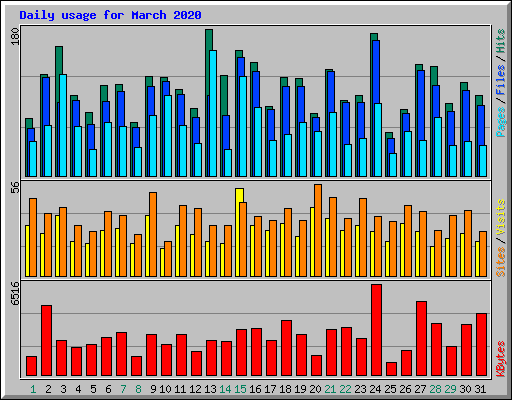 Daily usage for March 2020
180
Pages / Files / Hits
56
Sites / Visits
6516
KBytes
1 2 3 4 5 6 7 8 9 10 11 12 13 14 15 16 17 18 19 20 21 22 23 24 25 26 27 28 29 30 31